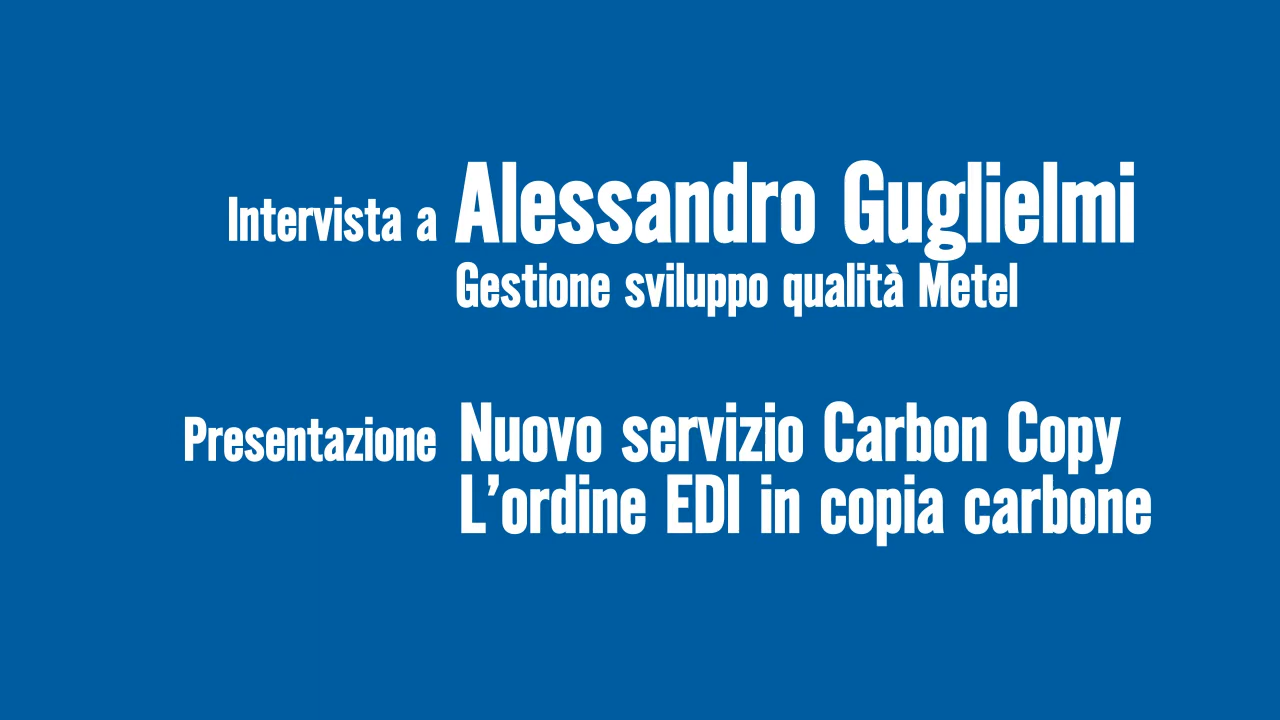 Intervista a Alessandro Guglielmi
Gestione sviluppo qualità Metel
Presentazione Nuovo servizio Carbon Copy
L’ordine EDI in copia carbone